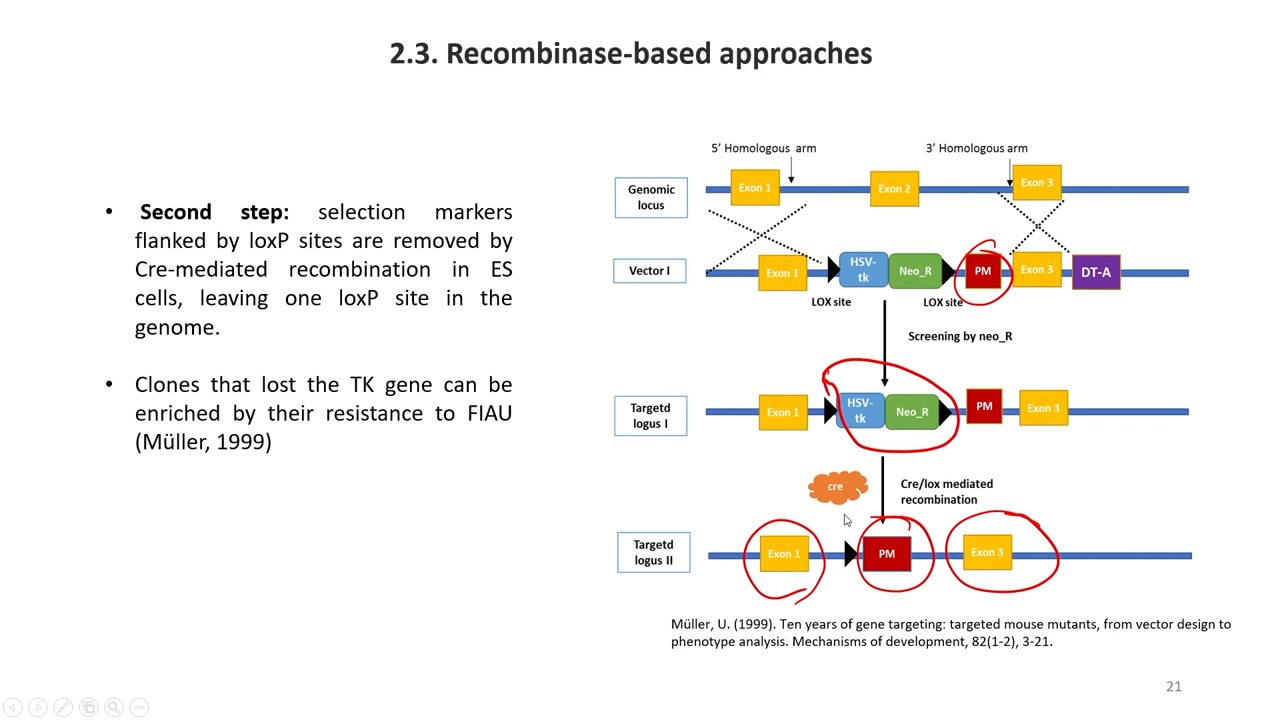 2.3. Recombinase-based approaches
• Second step: selection markers
flanked by loxP sites are removed by
Cre-mediated recombination in ES
cells, leaving one loxP site in the
genome.
• Clones that lost the TK gene can be
enriched by their resistance to FIAU
(Müller, 1999)
5’ Homologous arm
3’ Homologous arm
Genomic
locus
Exon 1
Exon 2
Exon 3
Vector I
Exon 1
HSV-
tk
Neo_R
PM
Exon 3
DT-A
LOX site
LOX site
Screening by neo_R
Targetd
logus I
Exon 1
HSV-
tk
Neo_R
PM
Exon 3
cre
Cre/lox mediated
recombination
Targetd
logus II
Exon 1
PM
Exon 3
Müller, U. (1999). Ten years of gene targeting: targeted mouse mutants, from vector design to
phenotype analysis. Mechanisms of development, 82(1-2), 3-21.
21